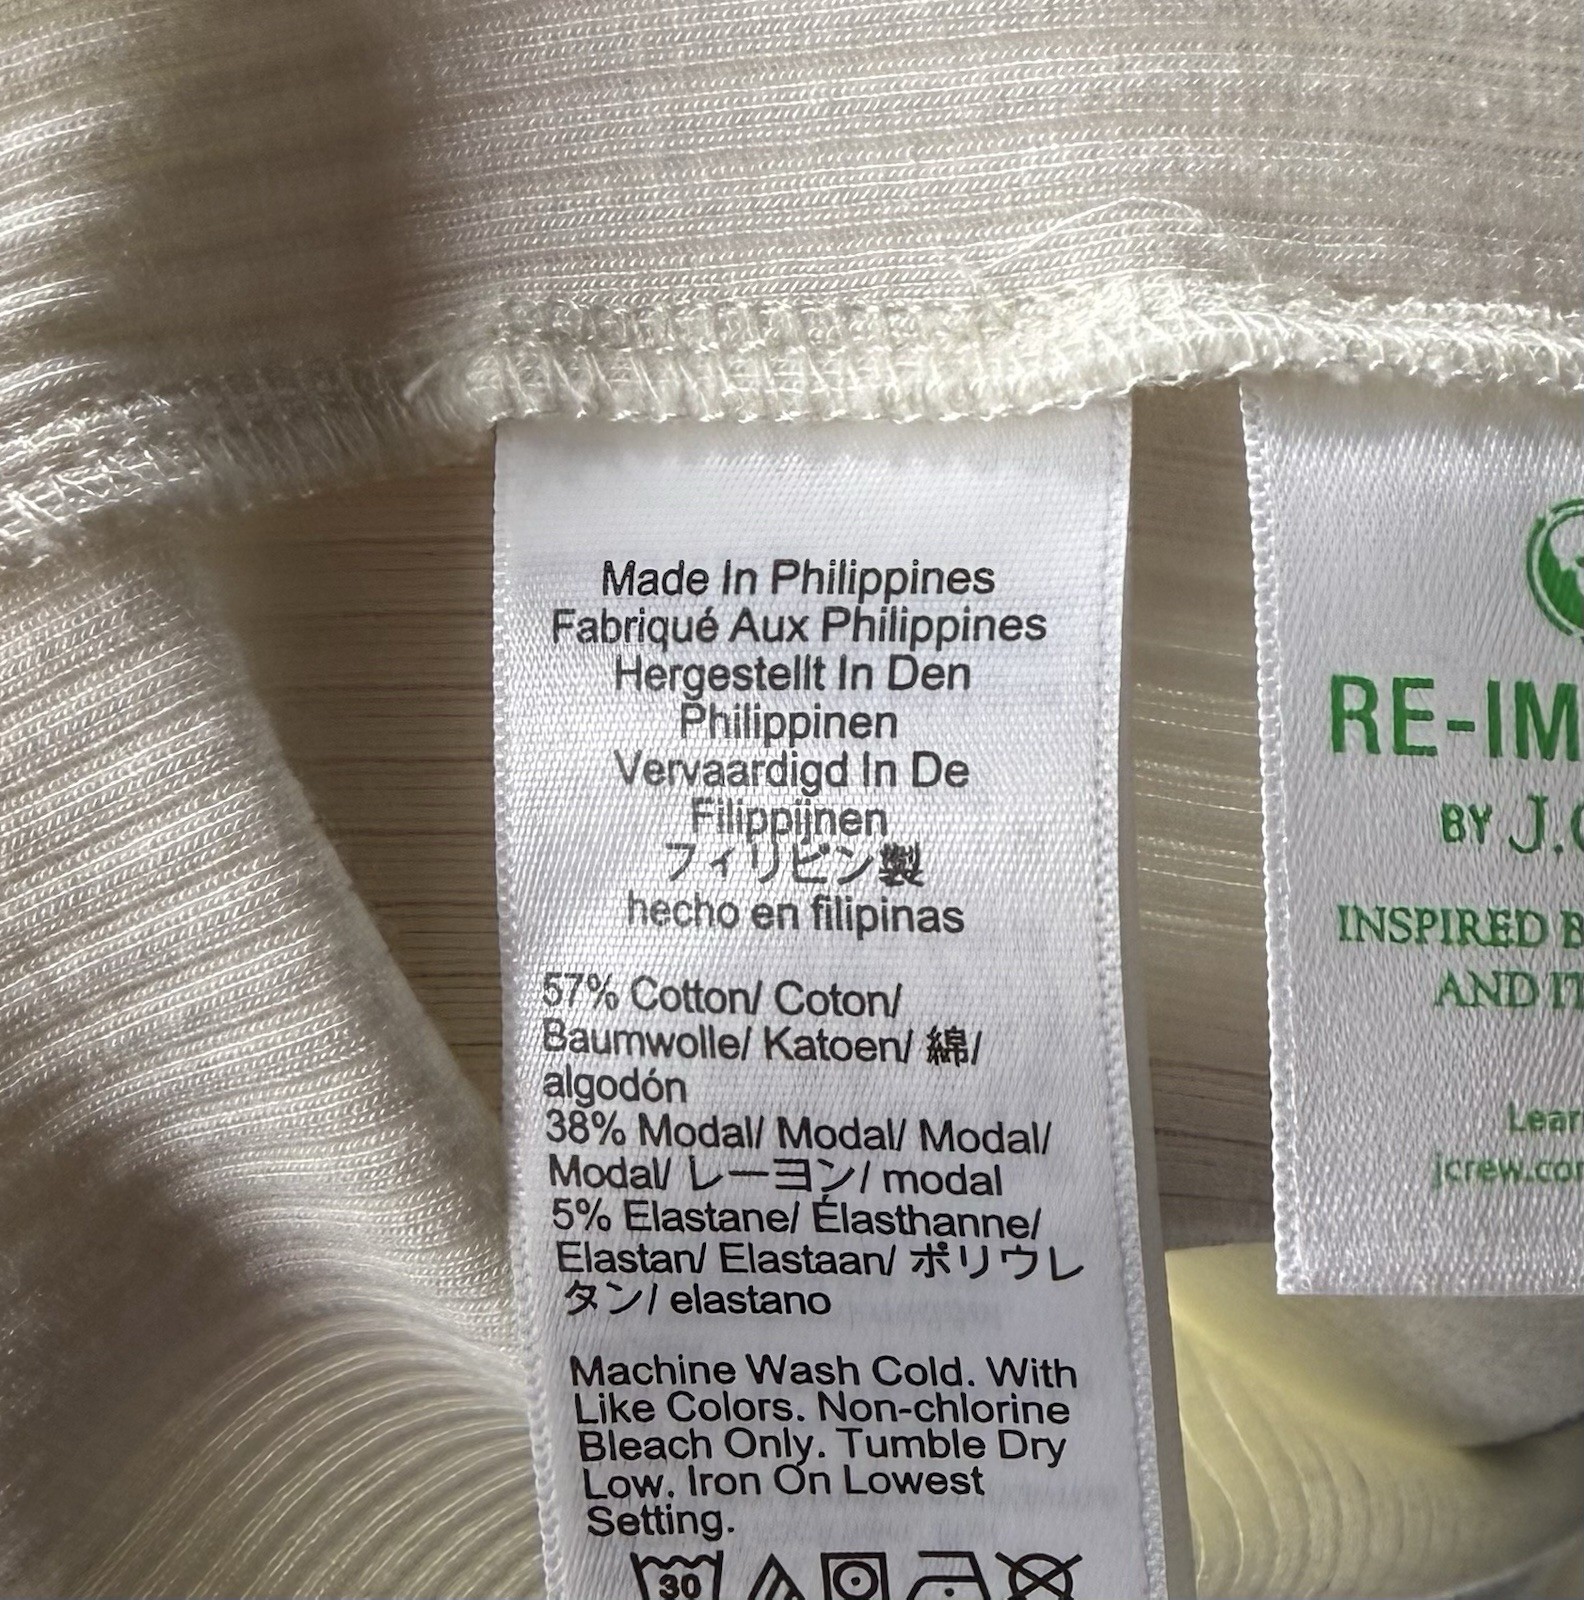 Made In Philippines
Fabriqué Aux Philippines
Hergestellt In Den
Philippinen
Vervaardigd In De
Filippijnen
フィリピン製
hecho en filipinas
57% Cotton/ Coton/
Baumwolle/ Katoen/ 綿/
algodón
38% Modal/ Modal/ Modal/
Modal/ レーヨン/ modal
5% Elastane/ Élasthanne/
Elastan/ Elastaan/ ポリウレ
タン/ elastano
Machine Wash Cold. With
Like Colors. Non-chlorine
Bleach Only. Tumble Dry
Low. Iron On Lowest
Setting.
30
RE-IM
BY J.C
INSPIRED B
AND IT
Lear
jcrew.co